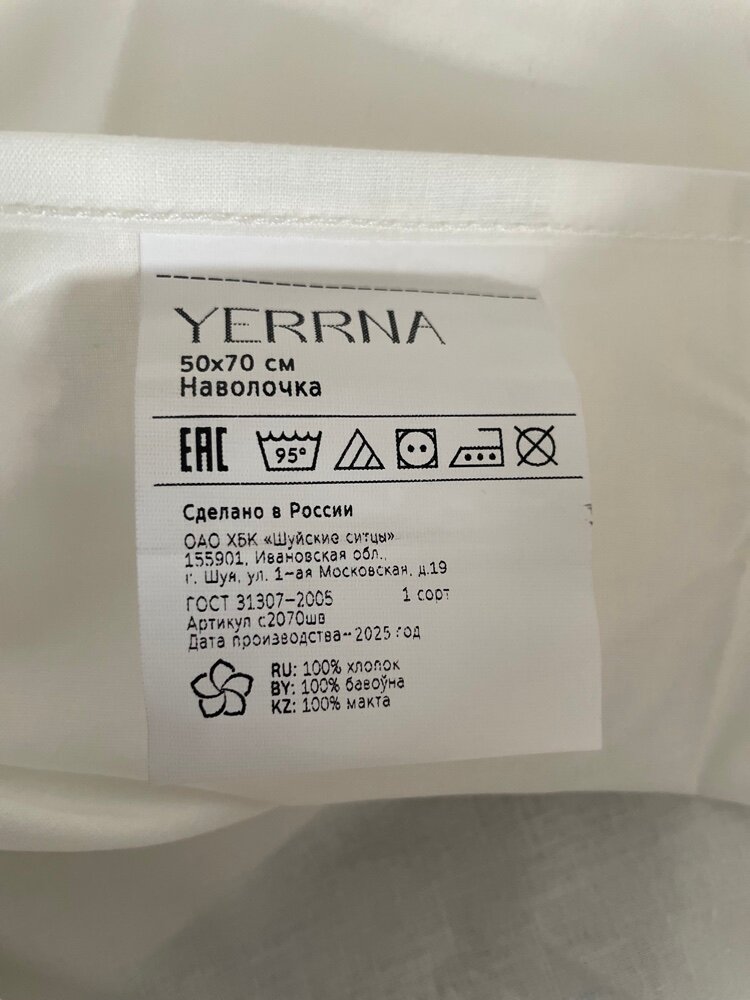 YERRNA
50x70 см
Наволочка
EAC 95°
Сделано в России
ОАО ХБК «Шуйские ситцы»
155901, Ивановская обл.,
г. Шуя, ул. 1-ая Московская, д.19
ГОСТ 31307-2005 1 сорт
Артикул с2070шв
Дата производства- 2025 год
RU: 100% хлопок
BY: 100% бавоўна
KZ: 100% мақта